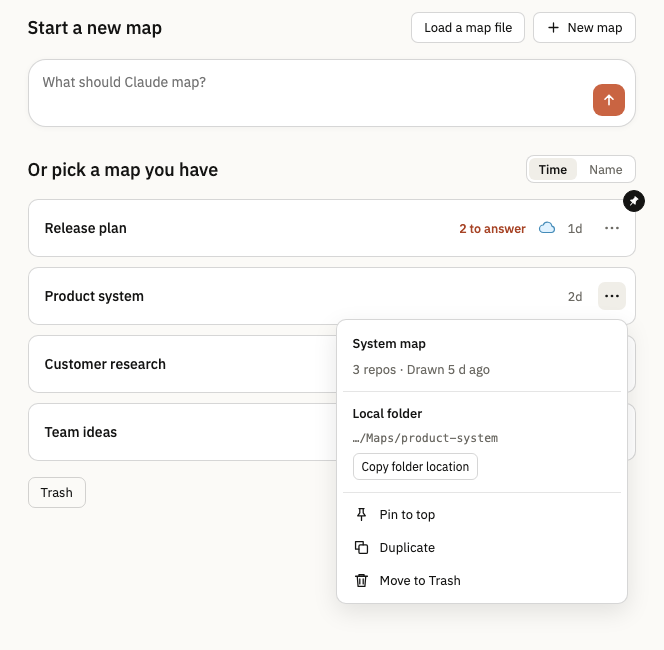 Start a new map
Load a map file
New map
What should Claude map?
Or pick a map you have
Time
Name
Release plan
2 to answer
1d
Product system
2d
Customer research
Team ideas
Trash
System map
3 repos · Drawn 5 d ago
Local folder
…/Maps/product-system
Copy folder location
Pin to top
Duplicate
Move to Trash